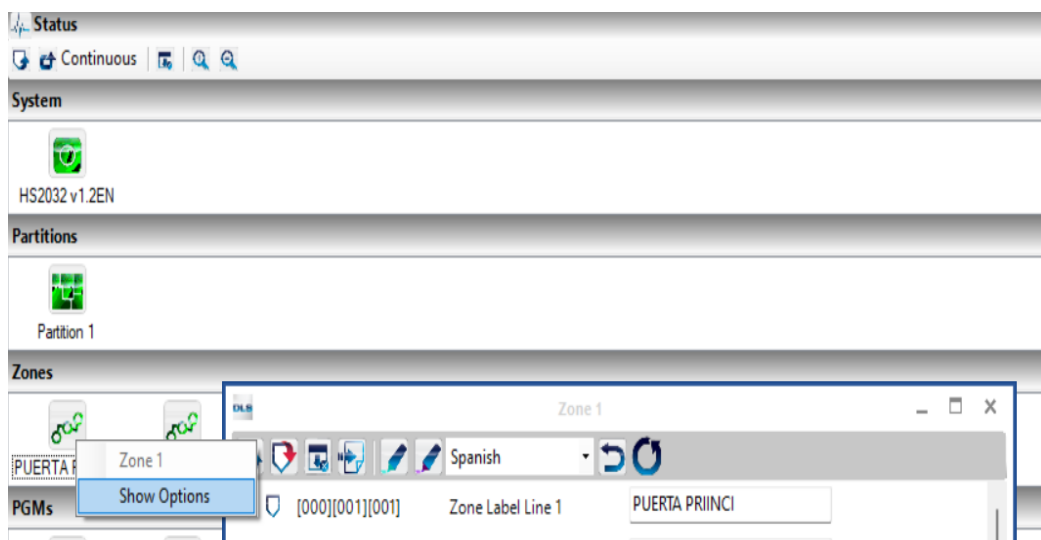 Status
Continuous
System
HS2032 v1.2EN
Partitions
Partition 1
Zones
DLS
Zone 1
Spanish
PUERTA P
Zone 1
Show Options
PGMs
[000][001][001] Zone Label Line 1 PUERTA PRIINCI